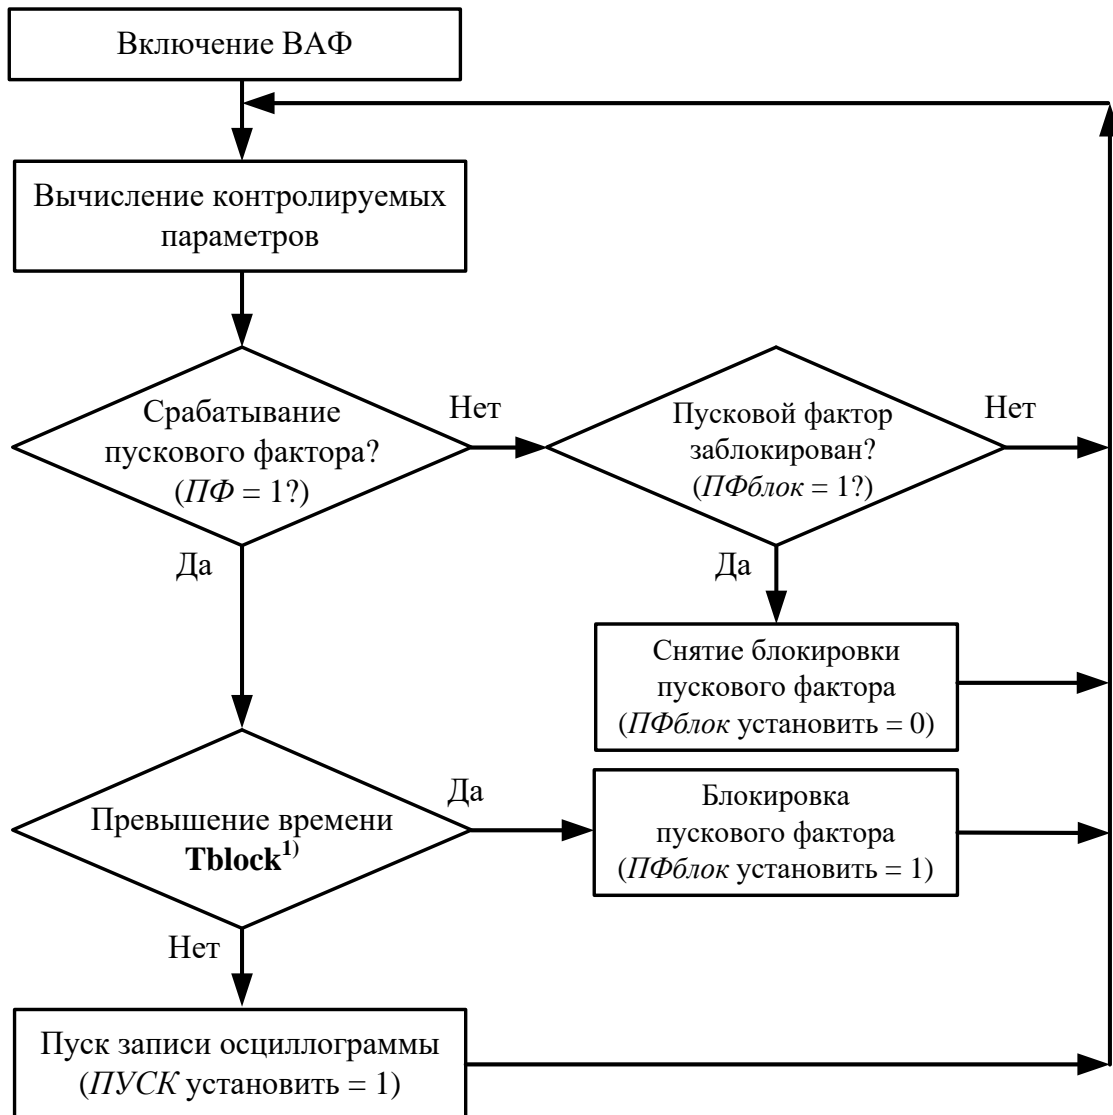 Включение ВАФ
Вычисление контролируемых
параметров
Срабатывание
пускового фактора?
(ПФ = 1?)
Нет
Пусковой фактор
заблокирован?
(ПФблок = 1?)
Нет
Да
Да
Снятие блокировки
пускового фактора
(ПФблок установить = 0)
Превышение времени
Tblock¹⁾
Да
Блокировка
пускового фактора
(ПФблок установить = 1)
Нет
Пуск записи осциллограммы
(ПУСК установить = 1)